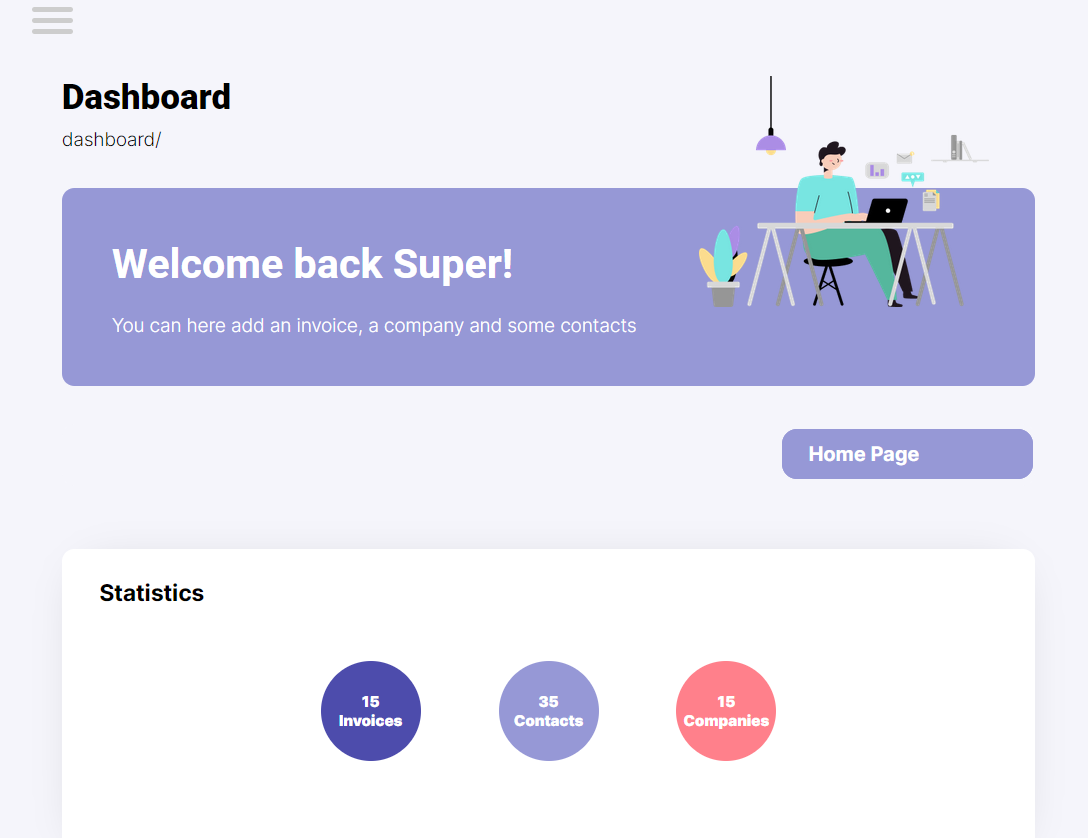 Dashboard
dashboard/
Welcome back Super!
You can here add an invoice, a company and some contacts
Home Page
Statistics
15
Invoices
35
Contacts
15
Companies